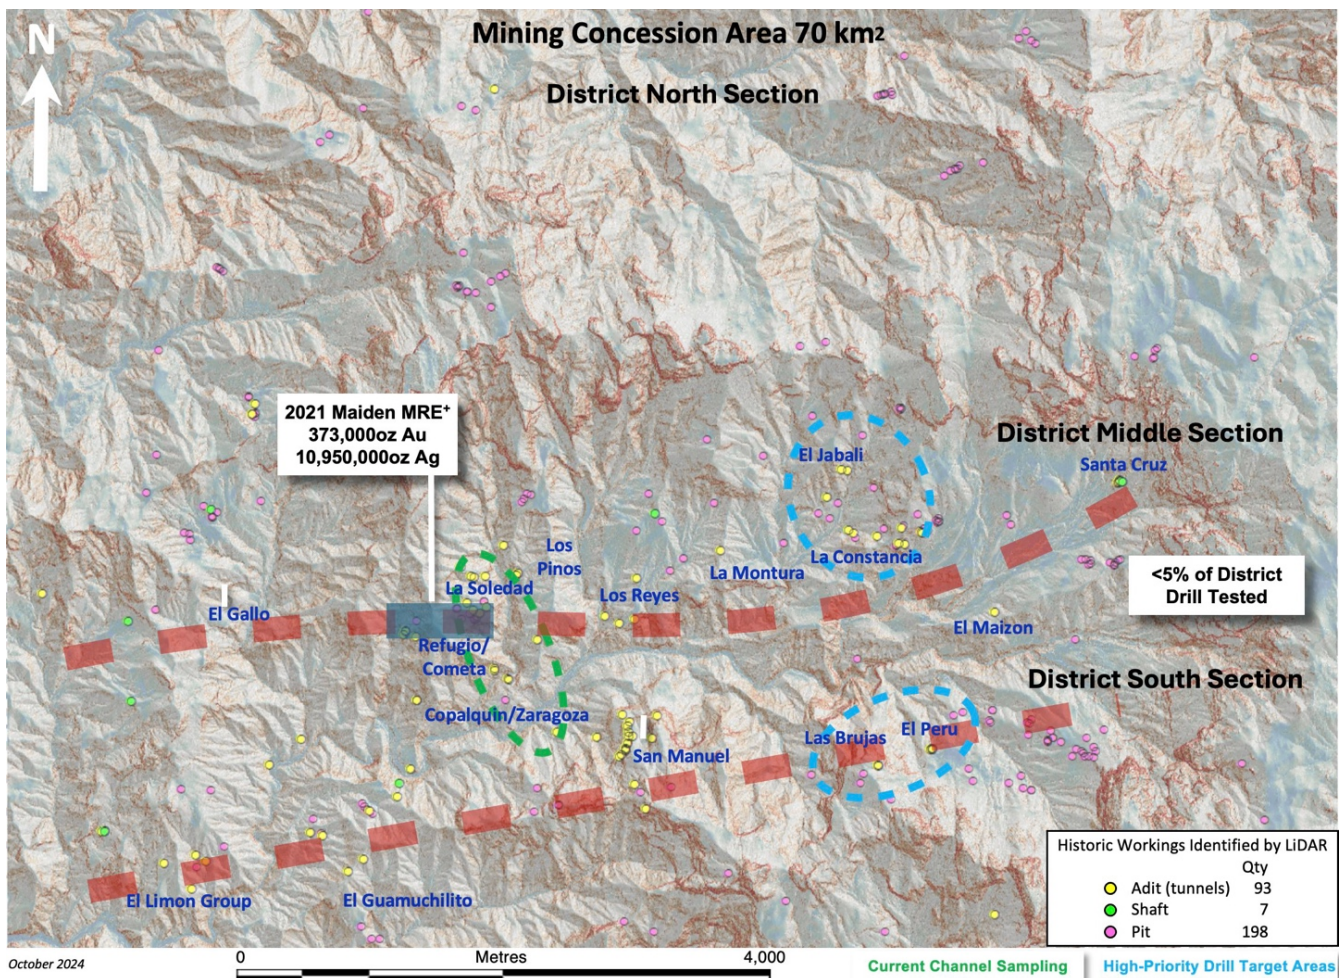 Mining Concession Area 70 km2
N
District North Section
2021 Maiden MRE+
373,000oz Au
10,950,000oz Ag
District Middle Section
El Jabali
Santa Cruz
Los
Pinos
La Constancia
La Montura
La Soledad
Los Reyes
<5% of District
Drill Tested
El Gallo
El Maizon
Refugio/
Cometa
District South Section
Copalquin/Zaragoza
San Manuel
Las Brujas
El Peru
El Limon Group
El Guamuchilito
Historic Workings Identified by LiDAR
Qty
Adit (tunnels) 93
Shaft 7
Pit 198
October 2024
0 Metres 4,000
Current Channel Sampling
High-Priority Drill Target Areas